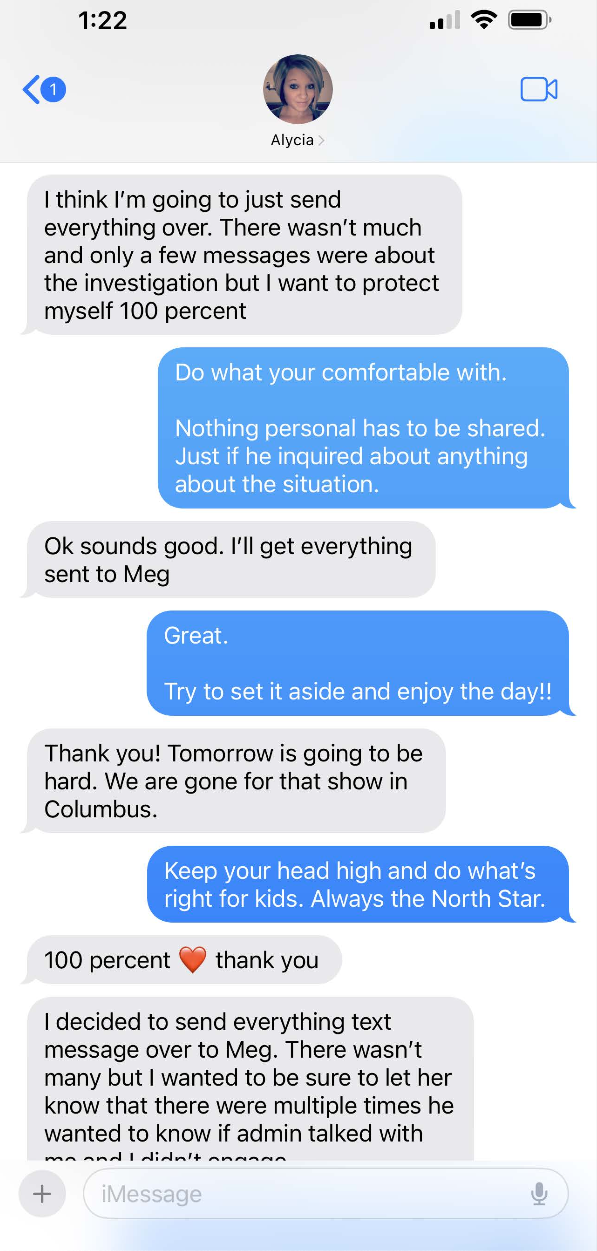 1:22
1
Alycia
I think I'm going to just send
everything over. There wasn't much
and only a few messages were about
the investigation but I want to protect
myself 100 percent
Do what your comfortable with.
Nothing personal has to be shared.
Just if he inquired about anything
about the situation.
Ok sounds good. I'll get everything
sent to Meg
Great.
Try to set it aside and enjoy the day!!
Thank you! Tomorrow is going to be
hard. We are gone for that show in
Columbus.
Keep your head high and do what's
right for kids. Always the North Star.
100 percent ❤️ thank you
I decided to send everything text
message over to Meg. There wasn't
many but I wanted to be sure to let her
know that there were multiple times he
wanted to know if admin talked with
me and I didn't engage
iMessage